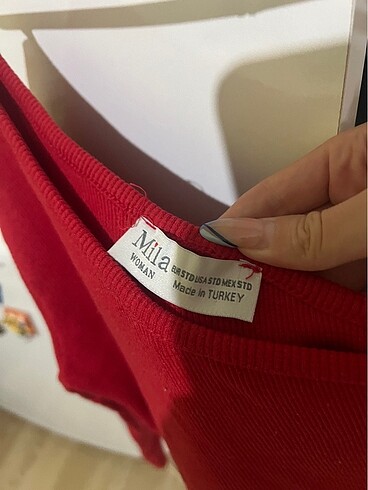 Mila
WOMAN
EUR STD USA STD MEX STD
Made in TURKEY